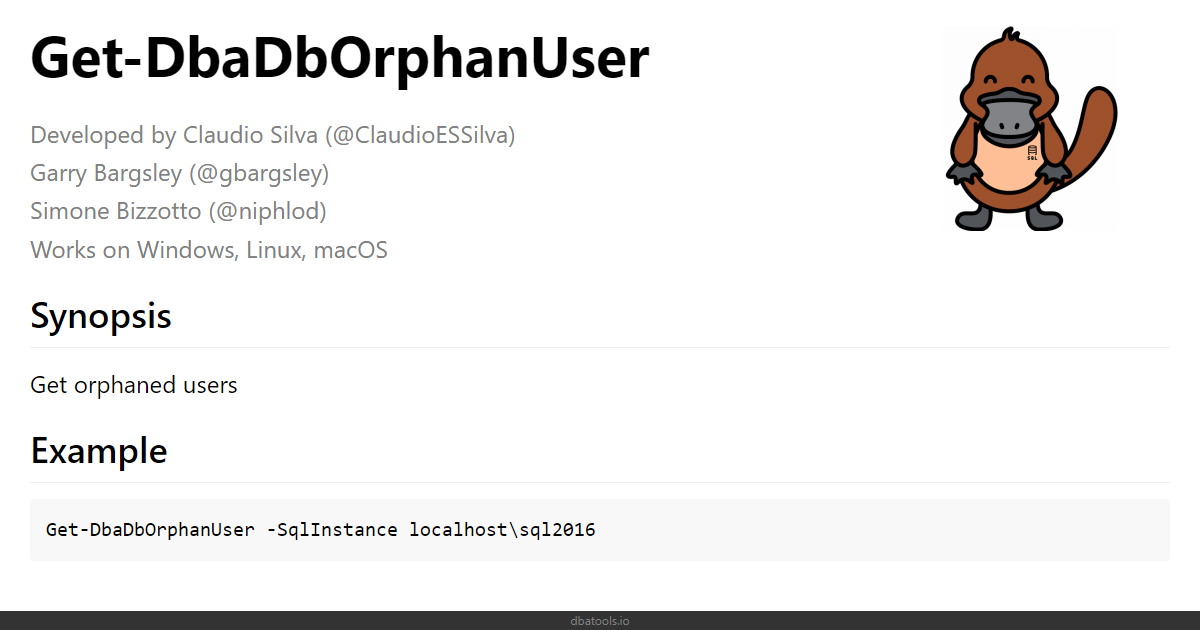 Get-DbaDbOrphanUser
Developed by Claudio Silva (@ClaudioESSilva)
Garry Bargsley (@gbargsley)
Simone Bizzotto (@niphlod)
Works on Windows, Linux, macOS
SQL
Synopsis
Get orphaned users
Example
Get-DbaDbOrphanUser -SqlInstance localhost\sql2016
dbatools.io